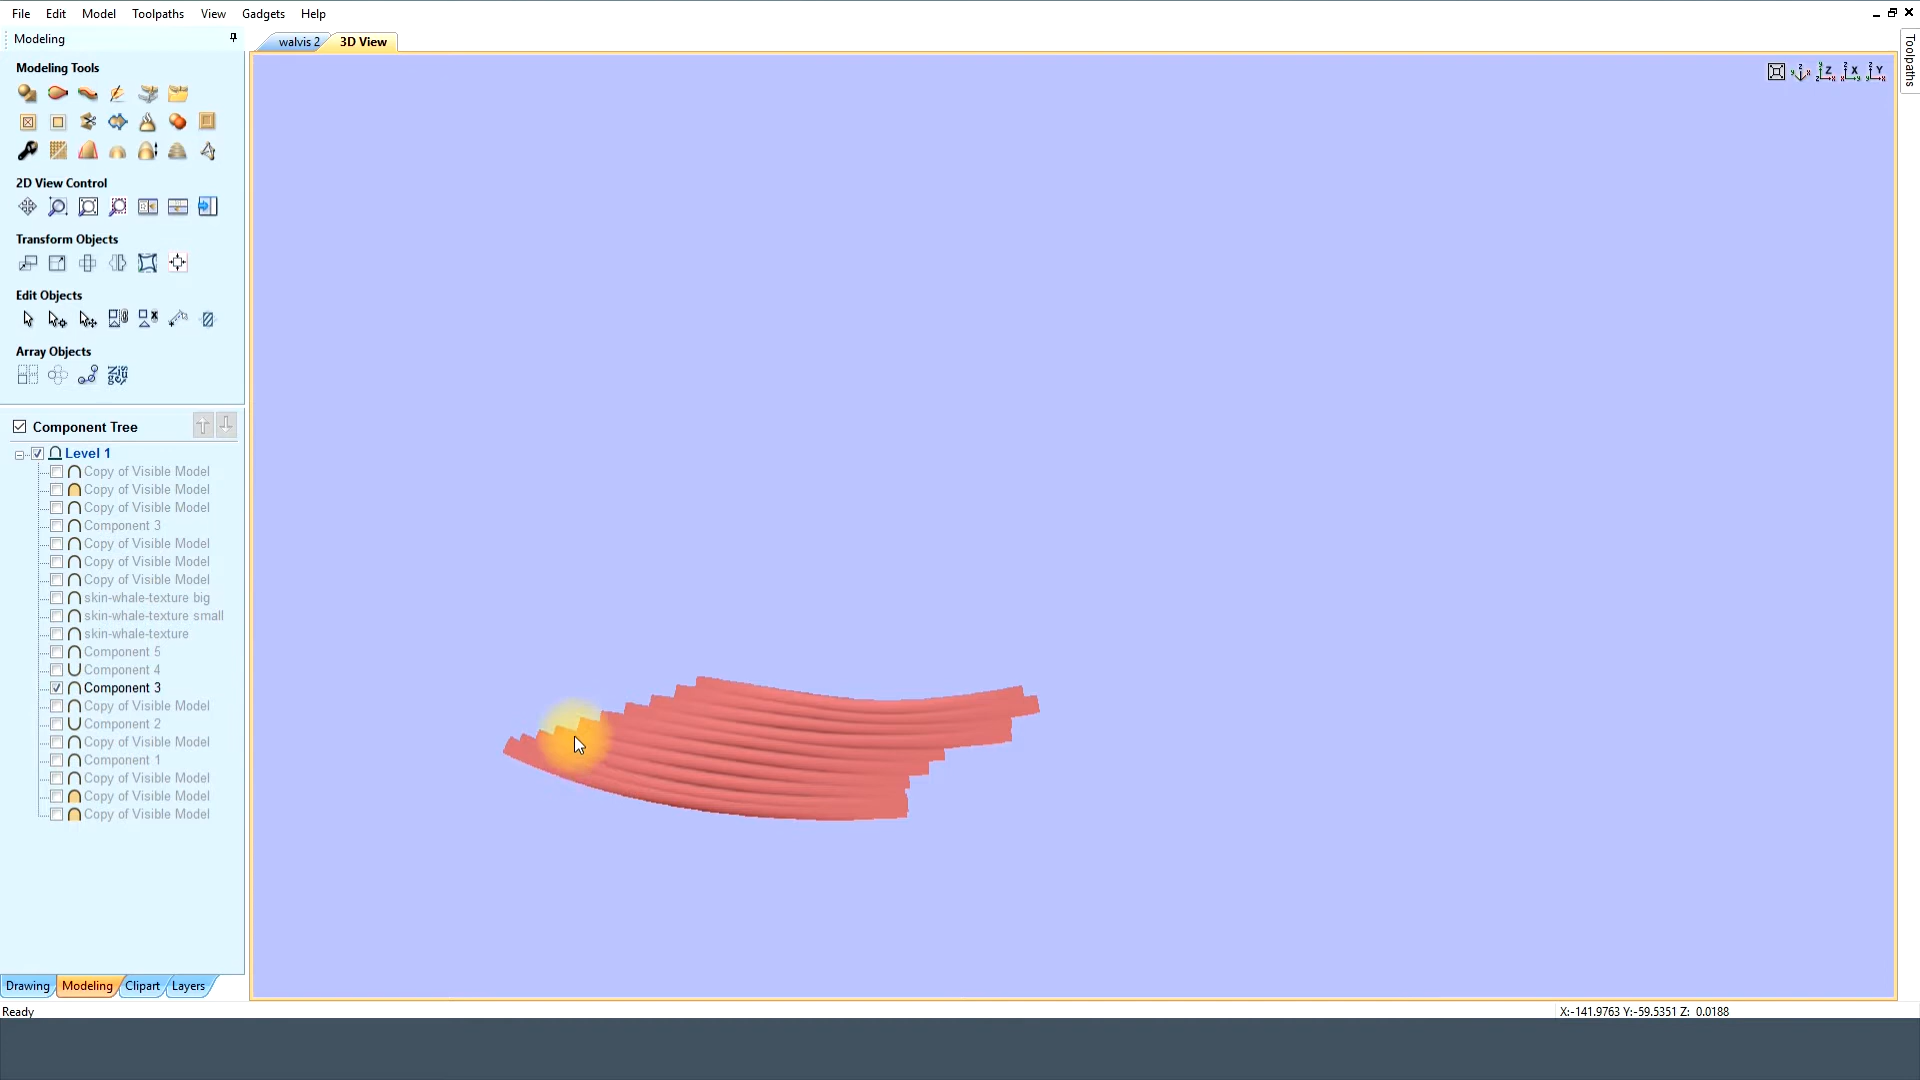 File Edit Model Toolpaths View Gadgets Help
Modeling
walvis 2 3D View
Toolpaths
Modeling Tools
2D View Control
Transform Objects
Edit Objects
Array Objects
Component Tree
Level 1
Copy of Visible Model
Copy of Visible Model
Copy of Visible Model
Component 3
Copy of Visible Model
Copy of Visible Model
Copy of Visible Model
skin-whale-texture big
skin-whale-texture small
skin-whale-texture
Component 5
Component 4
Component 3
Copy of Visible Model
Component 2
Copy of Visible Model
Component 1
Copy of Visible Model
Copy of Visible Model
Copy of Visible Model
Drawing Modeling Clipart Layers
Ready
X:-141.9763 Y:-59.5351 Z: 0.0188